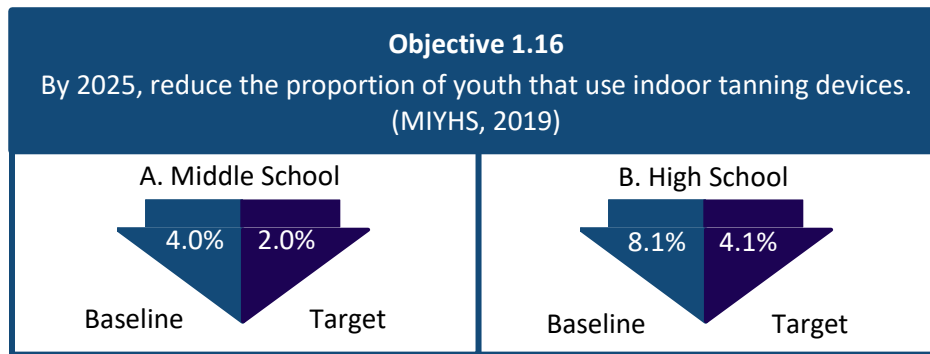 Objective 1.16
By 2025, reduce the proportion of youth that use indoor tanning devices.
(MIYHS, 2019)
A. Middle School
4.0% 2.0%
Baseline Target
B. High School
8.1% 4.1%
Baseline Target